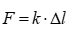 F = k · Δl